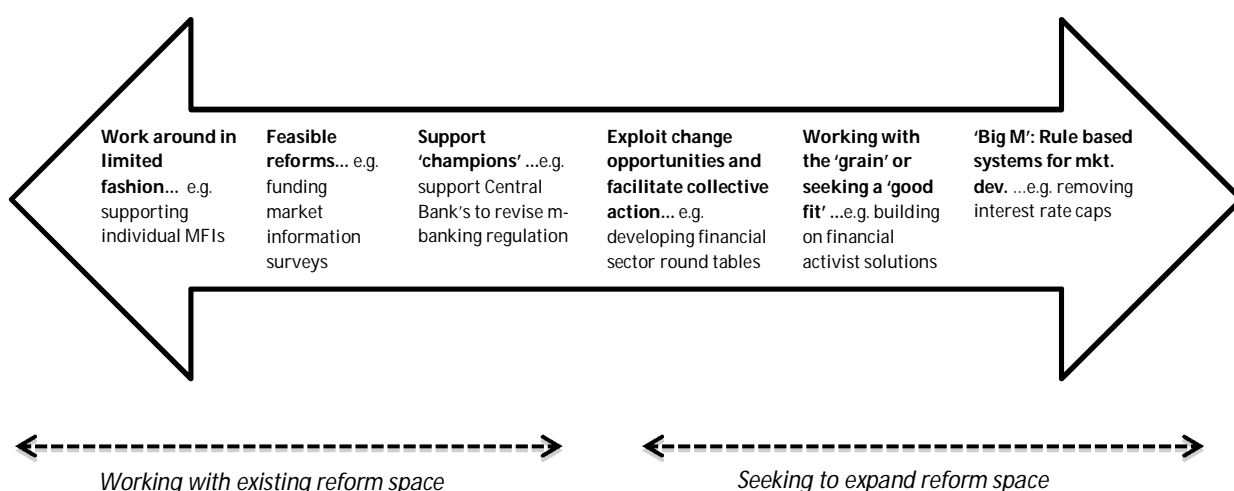 Work around in
limited
fashion... e.g.
supporting
individual MFIs
Feasible
reforms... e.g.
funding
market
information
surveys
Support
‘champions’ ...e.g.
support Central
Bank’s to revise m-
banking regulation
Exploit change
opportunities and
facilitate collective
action... e.g.
developing financial
sector round tables
Working with
the ‘grain’ or
seeking a ‘good
fit’ ...e.g. building
on financial
activist solutions
‘Big M’: Rule based
systems for mkt.
dev. ...e.g. removing
interest rate caps
Working with existing reform space
Seeking to expand reform space